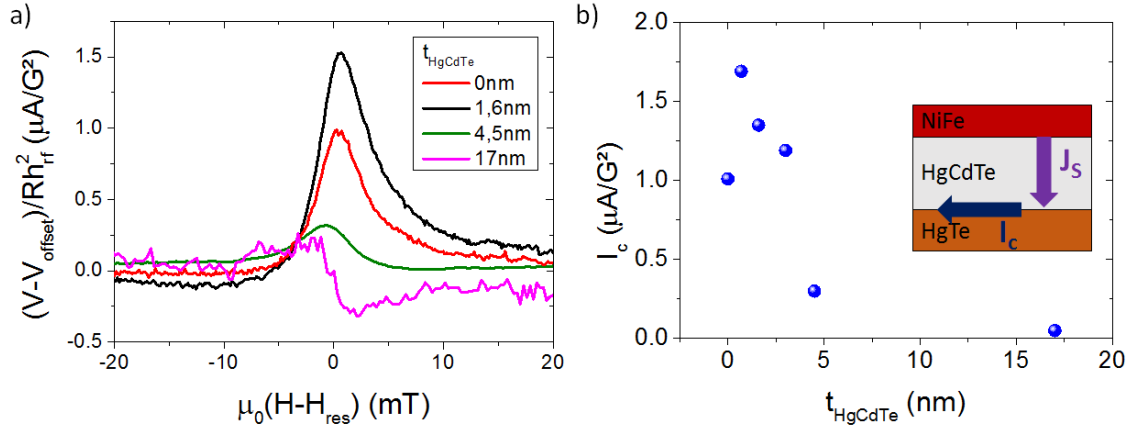 a)
(V-V_offset)/Rh²_rf (µA/G²)
1.5
1.0
0.5
0.0
-0.5
-20
-10
0
10
20
µ₀(H-H_res) (mT)
t_HgCdTe
0nm
1,6nm
4,5nm
17nm
b)
I_c (µA/G²)
2.0
1.5
1.0
0.5
0.0
0
5
10
15
20
t_HgCdTe (nm)
NiFe
HgCdTe
J_S
HgTe
I_c